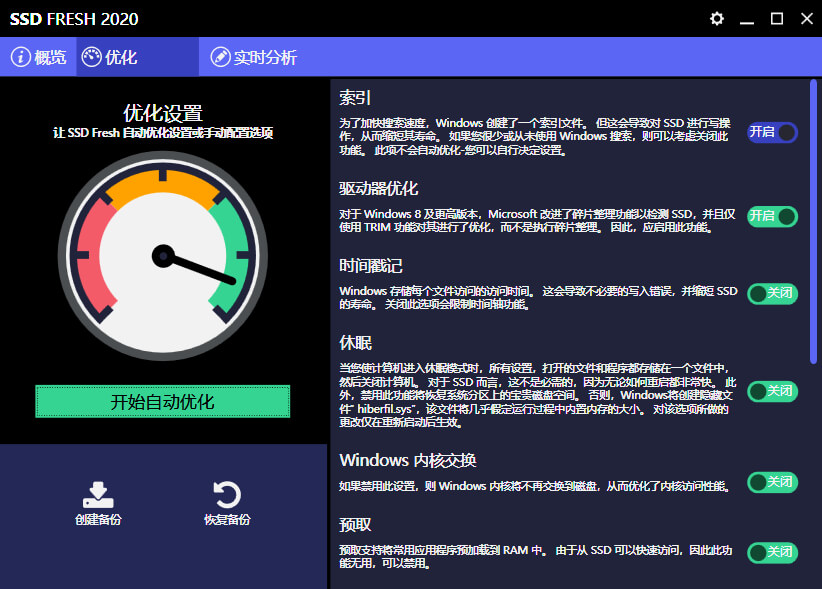 SSD FRESH 2020
概览
优化
实时分析
优化设置
让 SSD Fresh 自动优化设置或手动配置选项
开始自动优化
创建备份
恢复备份
索引
为了加快搜索速度，Windows 创建了一个索引文件。 但这会导致对 SSD 进行写操
作，从而缩短其寿命。 如果您很少或从未使用 Windows 搜索，则可以考虑关闭此
功能。 此项不会自动优化-您可以自行决定设置。
开启
驱动器优化
对于 Windows 8 及更高版本，Microsoft 改进了碎片整理功能以检测 SSD，并且仅
使用 TRIM 功能对其进行了优化，而不是执行碎片整理。 因此，应启用此功能。
开启
时间戳记
Windows 存储每个文件访问的访问时间。 这会导致不必要的写入错误，并缩短 SSD
的寿命。 关闭此选项会限制时间轴功能。
关闭
休眠
当您使计算机进入休眠模式时，所有设置，打开的文件和程序都存储在一个文件中，
然后关闭计算机。 对于 SSD 而言，这不是必需的，因为无论如何重启都非常快。 此
外，禁用此功能将恢复系统分区上的宝贵磁盘空间。 否则，Windows将创建隐藏文
件" hiberfil.sys"，该文件将几乎假定运行过程中内置内存的大小。 对该选项所做的
更改仅在重新启动后生效。
关闭
Windows 内核交换
如果禁用此设置，则 Windows 内核将不再交换到磁盘，从而优化了内核访问性能。
关闭
预取
预取支持将常用应用程序预加载到 RAM 中。 由于从 SSD 可以快速访问，因此此功
能无用，可以禁用。
关闭